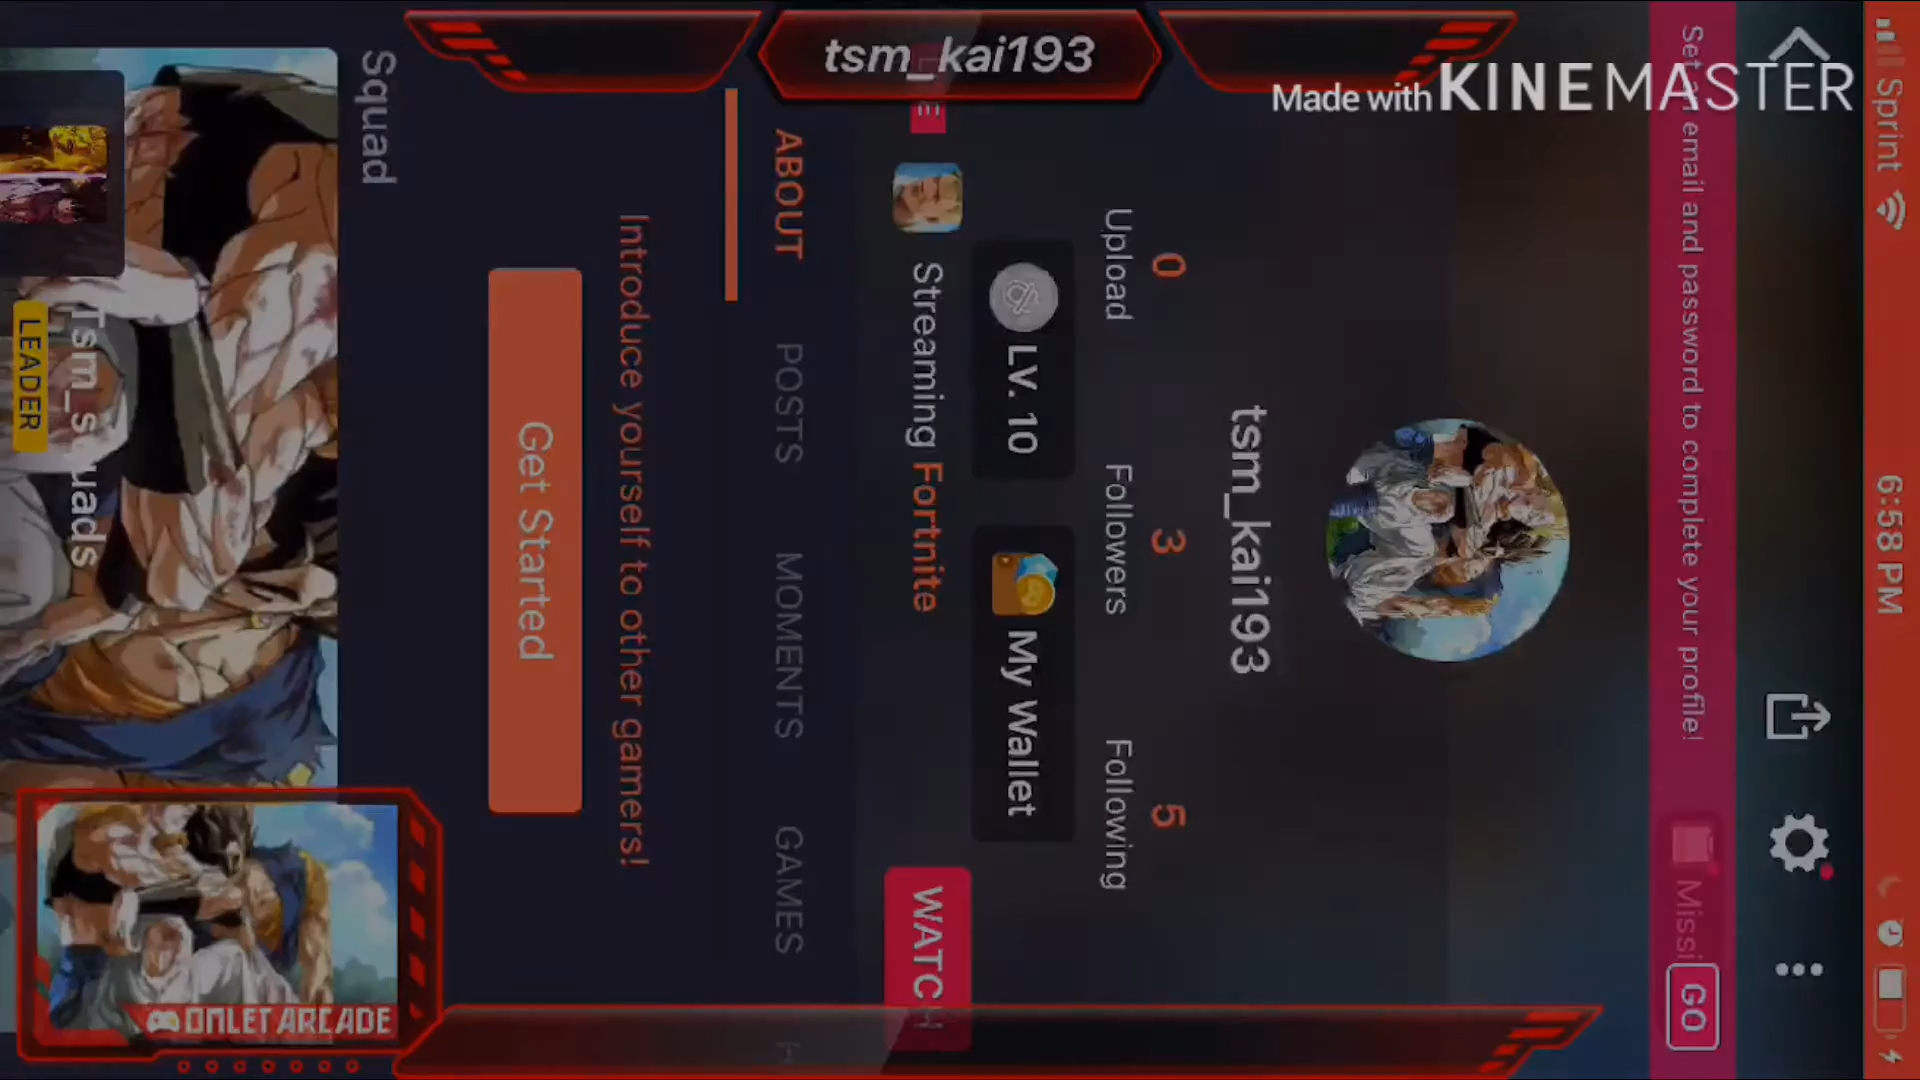 tsm_kai193
Made with KINEMASTER
Sprint
6:58 PM
email and password to complete your profile!
Missi
GO
tsm_kai193
0
Upload
3
Followers
5
Following
LV. 10
My Wallet
Streaming Fortnite
WATCH
ABOUT
POSTS
MOMENTS
GAMES
Introduce yourself to other gamers!
Get Started
Squad
LEADER
OMLET ARCADE